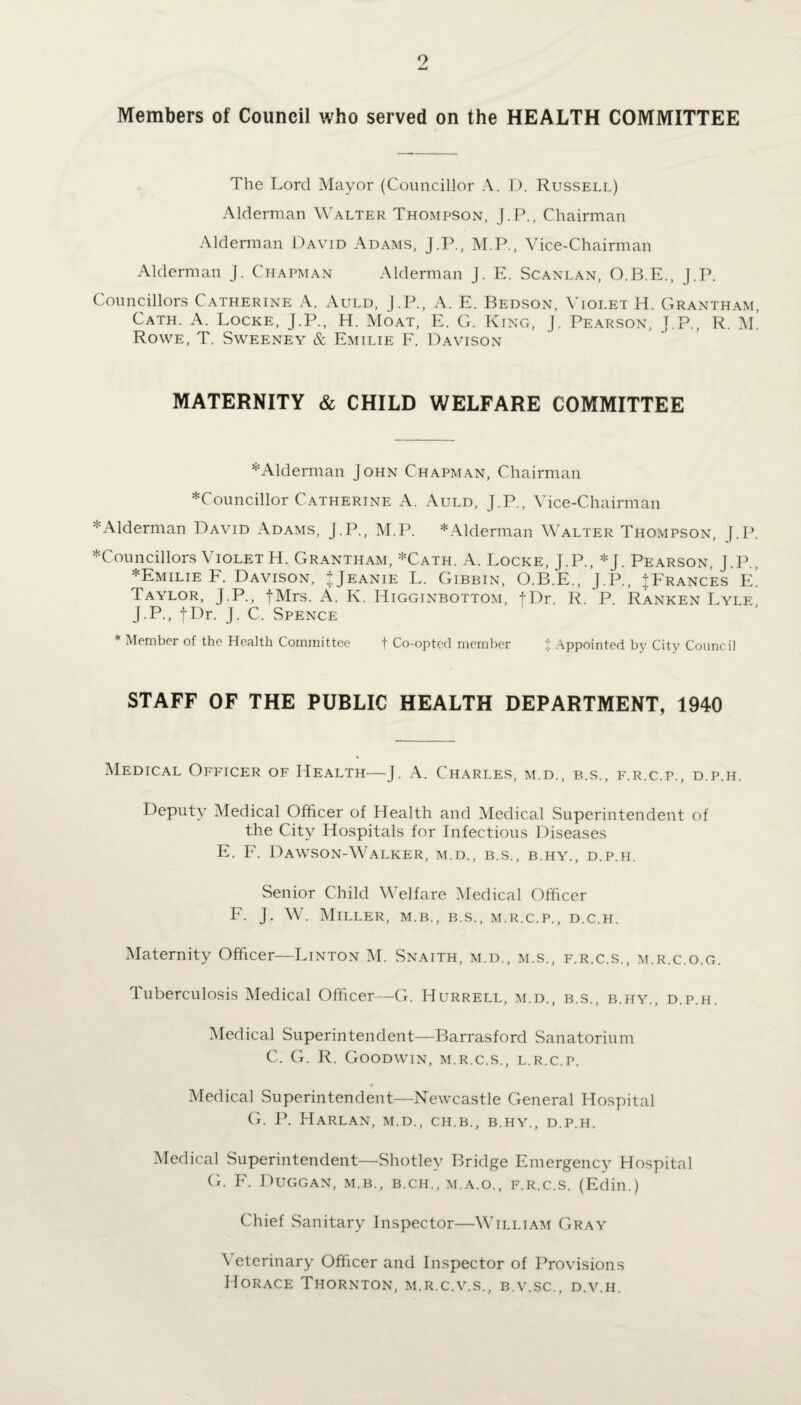 2
Members of Council who served on the HEALTH COMMITTEE
The Lord Mayor (Councillor A. D. Russell)
Alderman Walter Thompson, J.P., Chairman
Alderman David Adams, J.P., M.P., Vice-Chairman
Alderman J. Chapman Alderman J. E. Scanlan, O.B.E., J.P.
Councillors Catherine A. Auld, J.P., A. E. Bedson, Violet H. Grantham,
Cath. A. Locke, J.P., H. Moat, E. G. King, J. Pearson, J.P., R. M.
Rowe, T. Sweeney & Emilie F. Davison
MATERNITY & CHILD WELFARE COMMITTEE
*Alderman John Chapman, Chairman
*Councillor Catherine A. Auld, J.P., Vice-Chairman
*Alderman David Adams, J.P., M.P. *Alderman Walter Thompson, J.P.
*Councillors Violet H. Grantham, *Cath. A. Locke, J.P., *J. Pearson, J.P.,
*Emilie F. Davison, ‡Jeanie L. Gibbin, O.B.E., J.P., ‡Frances E.
Taylor, J.P., †Mrs. A. K. Higginbottom, †Dr. R. P. Ranken Lyle,
J.P., †Dr. J. C. Spence
* Member of the Health Committee † Co-opted member ‡ Appointed by City Council
STAFF OF THE PUBLIC HEALTH DEPARTMENT, 1940
Medical Officer of Health—J. A. Charles, M.D., B.S., F.R.C.P., D.P.H.
Deputy Medical Officer of Health and Medical Superintendent of
the City Hospitals for Infectious Diseases
E. F. Dawson-Walker, M.D., B.S., B.HY., D.P.H.
Senior Child Welfare Medical Officer
F. J. W. Miller, M.B., B.S., M.R.C.P., D.C.H.
Maternity Officer—Linton M. Snaith, M.D., M.S., F.R.C.S., M.R.C.O.G.
Tuberculosis Medical Officer—G. Hurrell, M.D., B.S., B.HY., D.P.H.
Medical Superintendent—Barrasford Sanatorium
C. G. R. Goodwin, M.R.C.S., L.R.C.P.
Medical Superintendent—Newcastle General Hospital
G. P. Harlan, M.D., CH.B., B.HY., D.P.H.
Medical Superintendent—Shotley Bridge Emergency Hospital
G. F. Duggan, M.B., B.CH., M.A.O., F.R.C.S. (Edin.)
Chief Sanitary Inspector—William Gray
Veterinary Officer and Inspector of Provisions
Horace Thornton, M.R.C.V.S., B.V.SC., D.V.H.